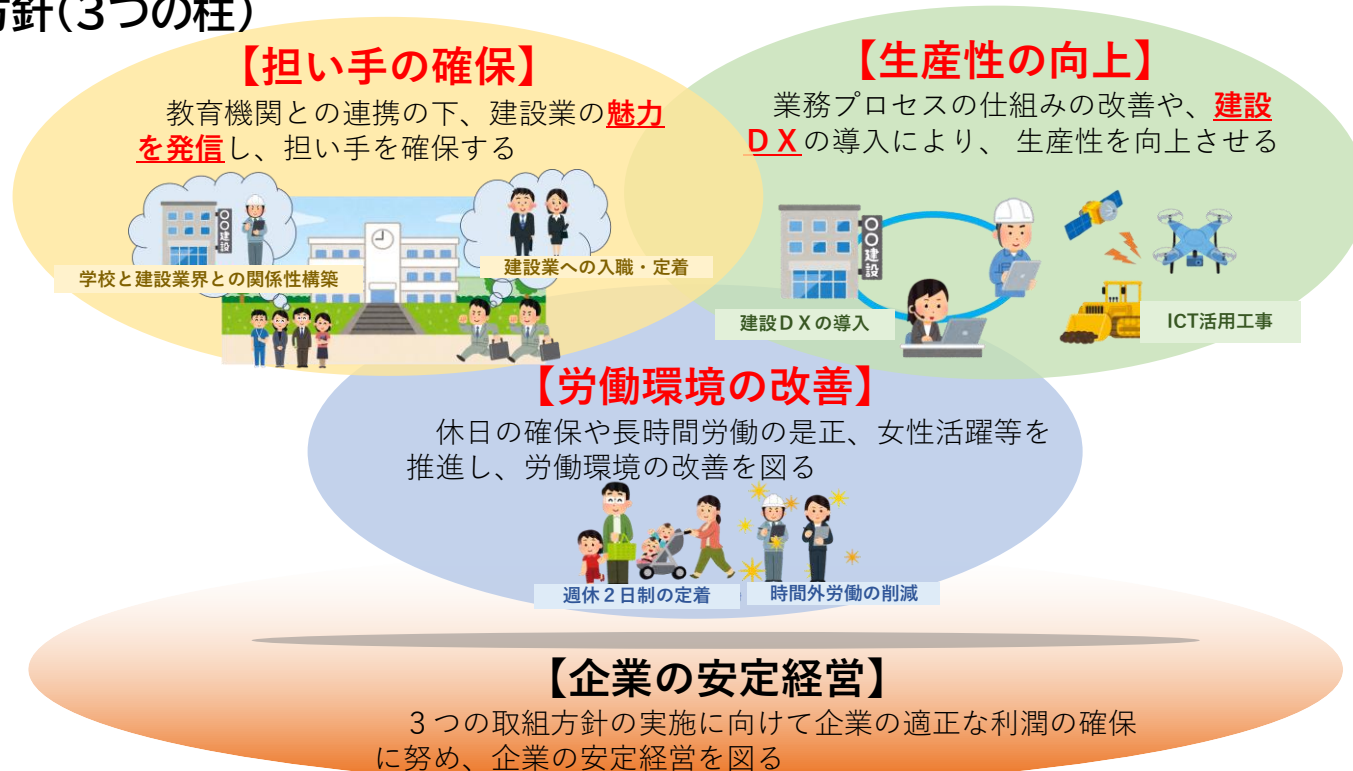 方針(３つの柱)
【担い手の確保】
教育機関との連携の下、建設業の魅力
を発信し、担い手を確保する
〇〇建設
学校と建設業界との関係性構築
建設業への入職・定着
【生産性の向上】
業務プロセスの仕組みの改善や、建設
ＤＸの導入により、 生産性を向上させる
〇〇建設
建設ＤＸの導入
ICT活用工事
【労働環境の改善】
休日の確保や長時間労働の是正、女性活躍等を
推進し、労働環境の改善を図る
週休２日制の定着
時間外労働の削減
【企業の安定経営】
３つの取組方針の実施に向けて企業の適正な利潤の確保
に努め、企業の安定経営を図る